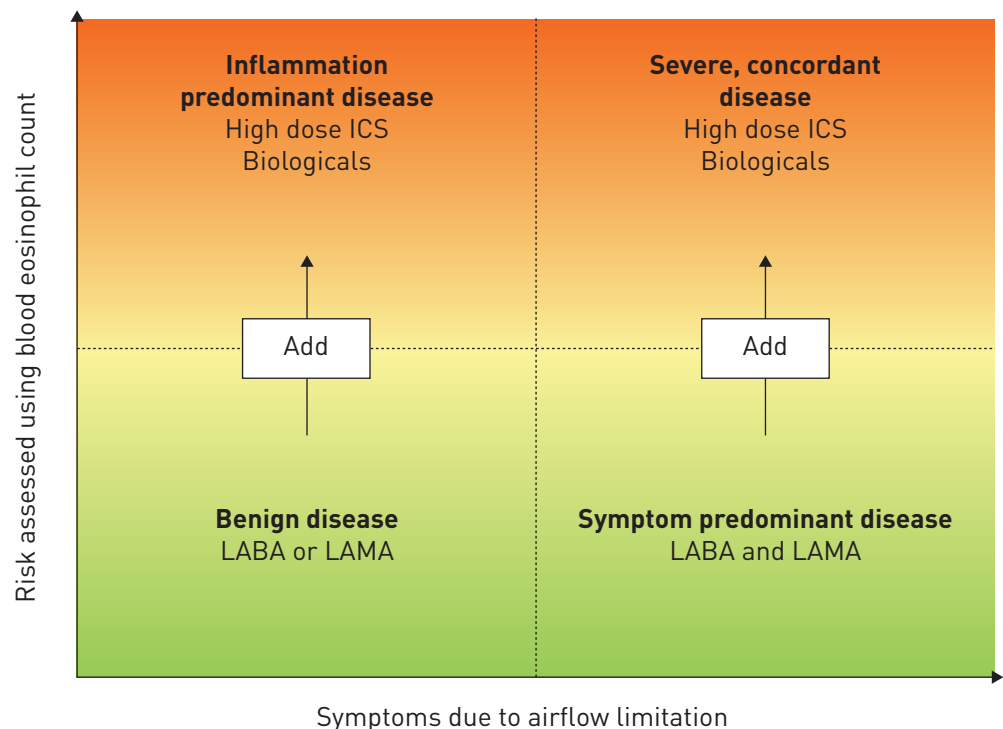 Risk assessed using blood eosinophil count
Inflammation
predominant disease
High dose ICS
Biologicals
Severe, concordant
disease
High dose ICS
Biologicals
Add
Add
Benign disease
LABA or LAMA
Symptom predominant disease
LABA and LAMA
Symptoms due to airflow limitation